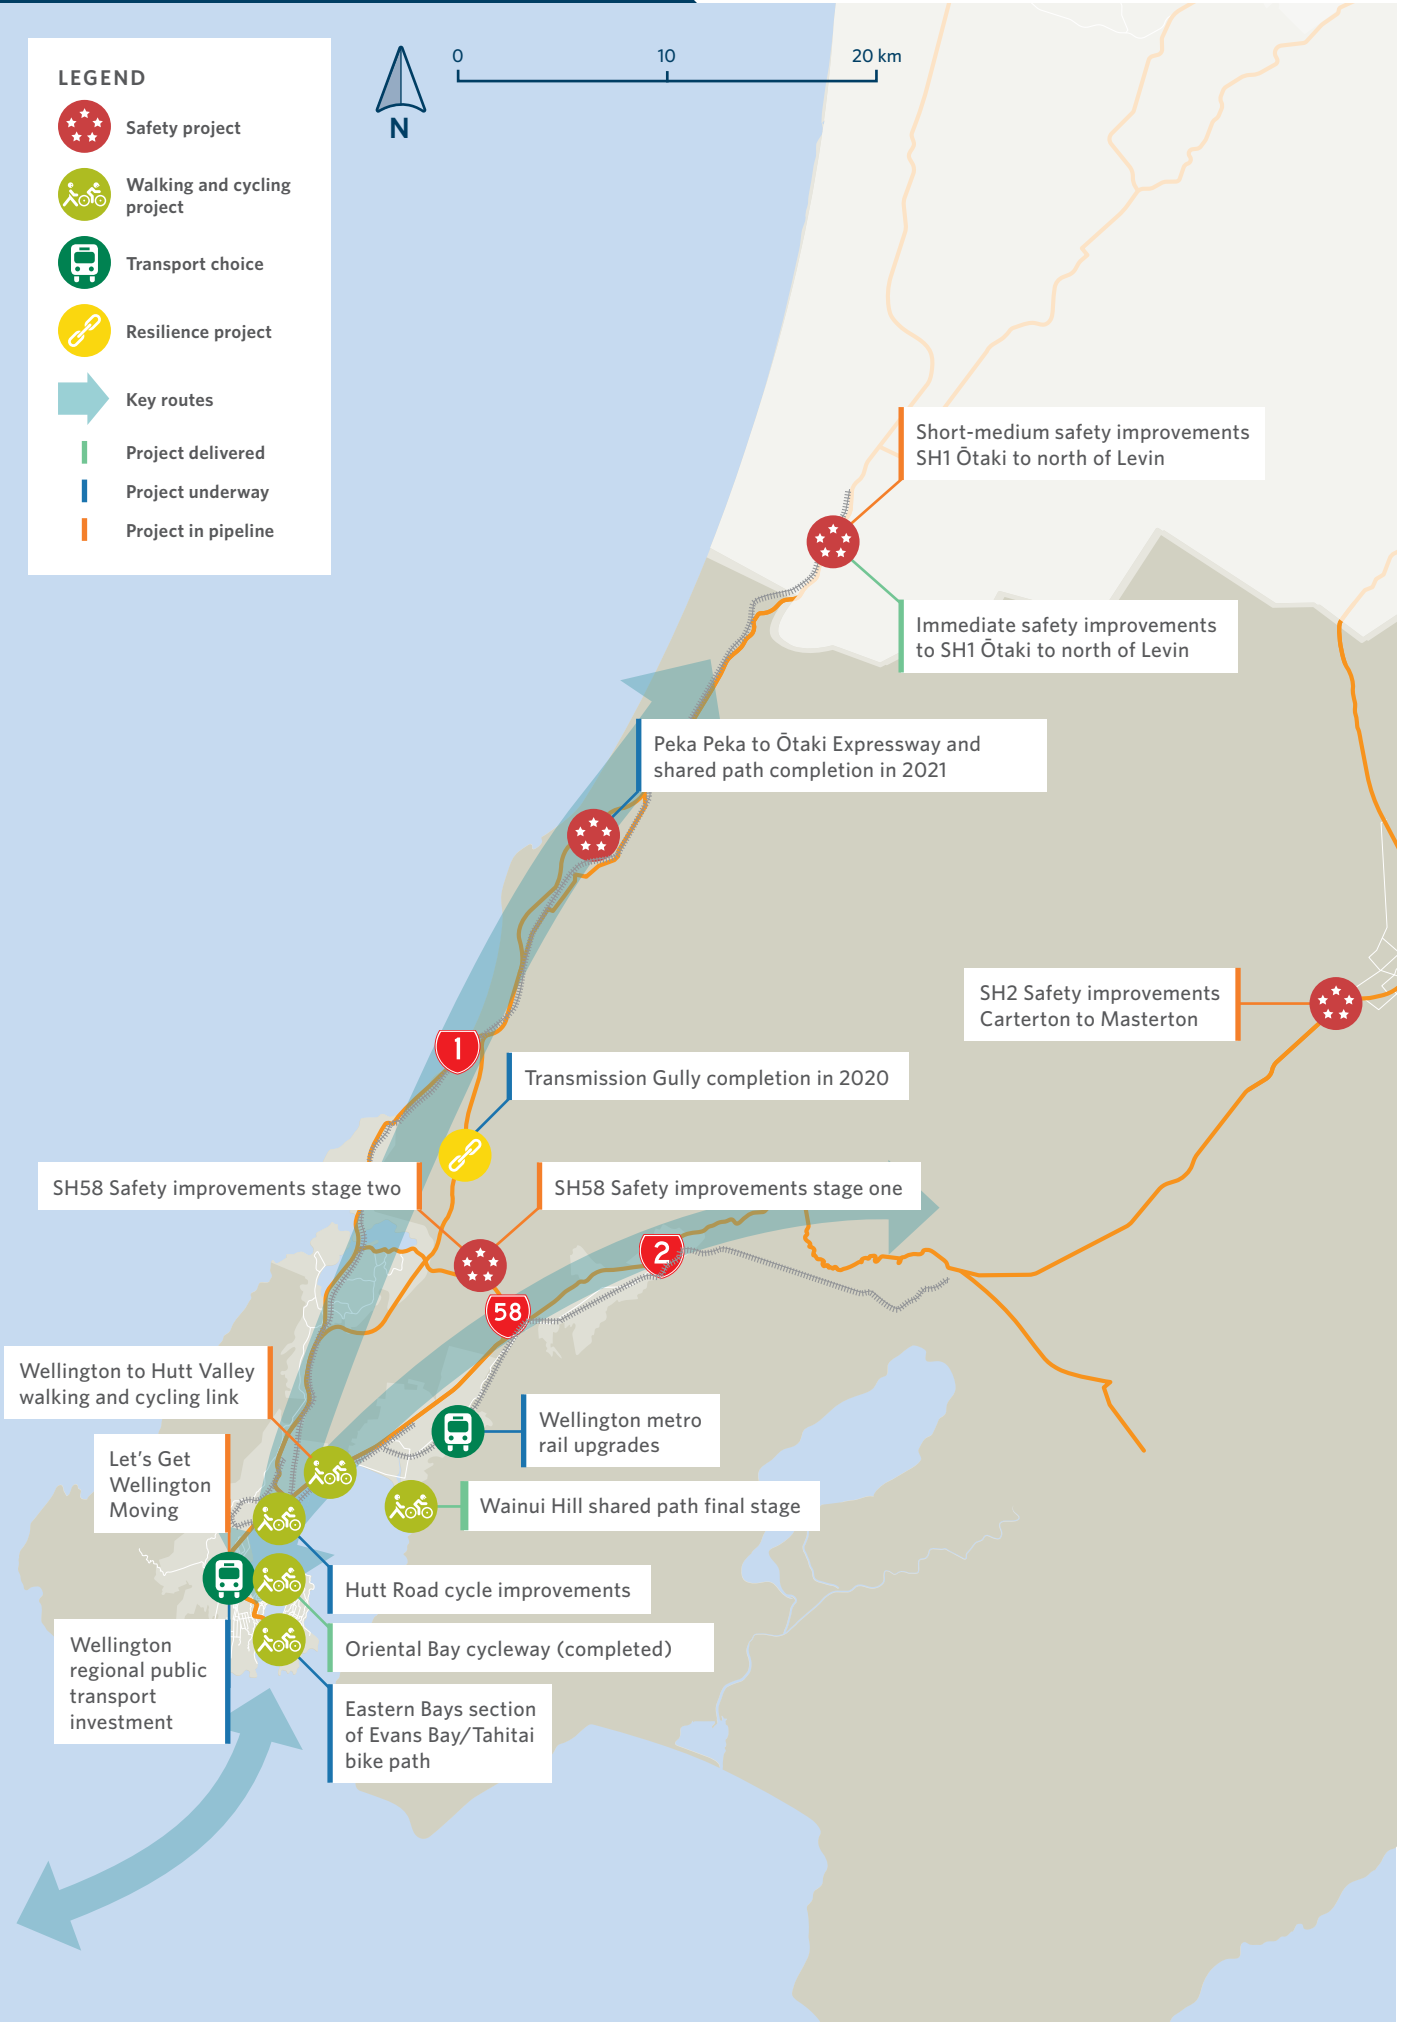 LEGEND
Safety project
Walking and cycling
project
Transport choice
Resilience project
Key routes
Project delivered
Project underway
Project in pipeline
0 10 20 km
N
Short-medium safety improvements
SH1 Ōtaki to north of Levin
Immediate safety improvements
to SH1 Ōtaki to north of Levin
Peka Peka to Ōtaki Expressway and
shared path completion in 2021
SH2 Safety improvements
Carterton to Masterton
1
Transmission Gully completion in 2020
SH58 Safety improvements stage two
SH58 Safety improvements stage one
2
58
Wellington to Hutt Valley
walking and cycling link
Wellington metro
rail upgrades
Let's Get
Wellington
Moving
Wainui Hill shared path final stage
Hutt Road cycle improvements
Oriental Bay cycleway (completed)
Wellington
regional public
transport
investment
Eastern Bays section
of Evans Bay/Tahitai
bike path